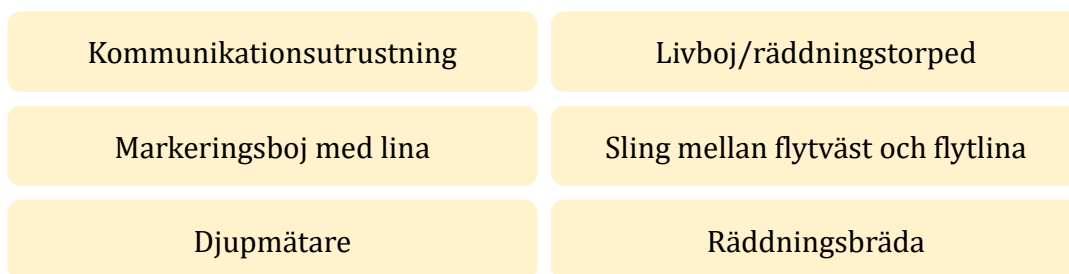 Kommunikationsutrustning
Livboj/räddningstorped
Markeringsboj med lina
Sling mellan flytväst och flytlina
Djupmätare
Räddningsbräda